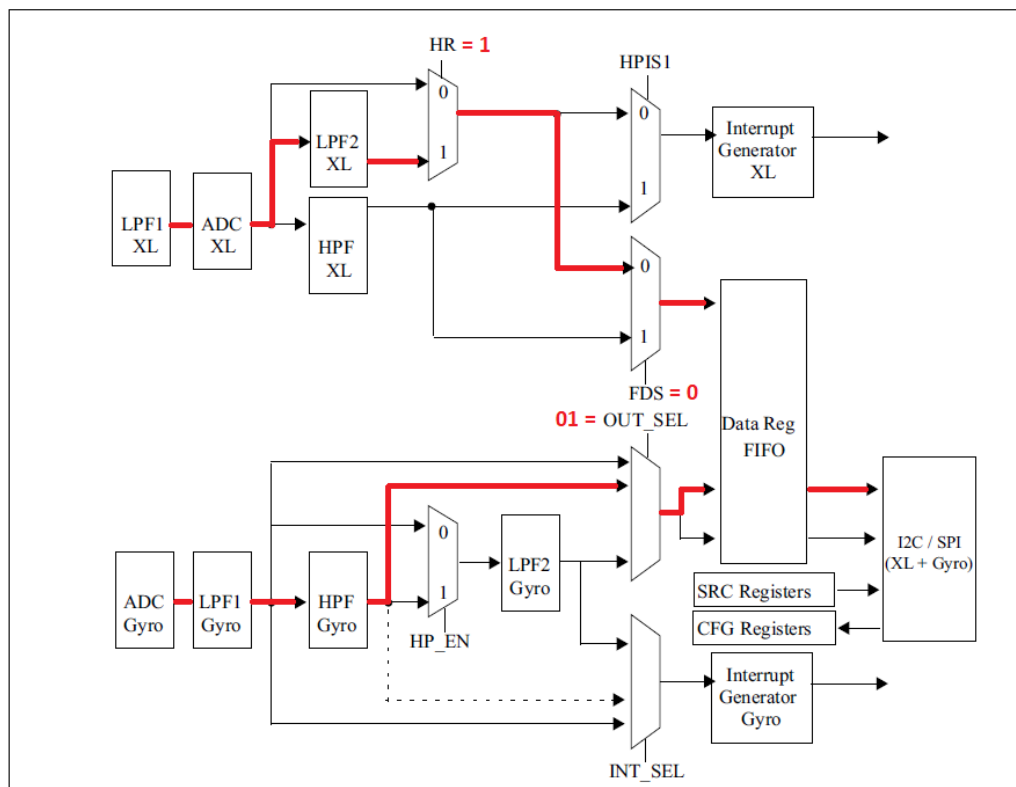 HR = 1
HPIS1
0
0
LPF2
XL
1
Interrupt
Generator
XL
1
LPF1
XL
ADC
XL
HPF
XL
0
1
FDS = 0
01 = OUT_SEL
Data Reg
FIFO
0
1
HP_EN
LPF2
Gyro
I2C / SPI
(XL + Gyro)
ADC
Gyro
LPF1
Gyro
HPF
Gyro
SRC Registers
CFG Registers
Interrupt
Generator
Gyro
INT_SEL